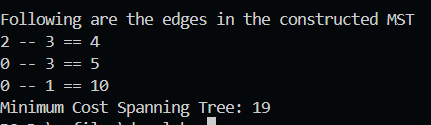 Following are the edges in the constructed MST
2 -- 3 == 4
0 -- 3 == 5
0 -- 1 == 10
Minimum Cost Spanning Tree: 19